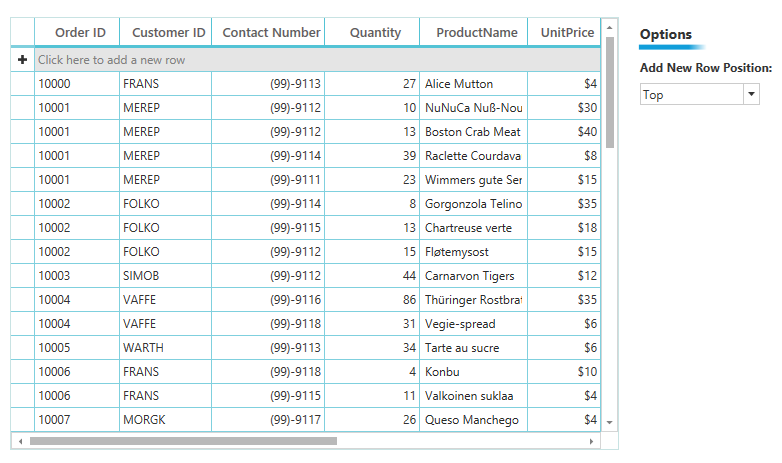 Order ID Customer ID Contact Number Quantity ProductName UnitPrice
Click here to add a new row
10000 FRANS (99)-9113 27 Alice Mutton $4
10001 MEREP (99)-9112 10 NuNuCa Nuß-Nou $30
10001 MEREP (99)-9112 13 Boston Crab Meat $40
10001 MEREP (99)-9114 39 Raclette Courdava $8
10001 MEREP (99)-9111 23 Wimmers gute Ser $15
10002 FOLKO (99)-9114 8 Gorgonzola Telino $35
10002 FOLKO (99)-9115 13 Chartreuse verte $18
10002 FOLKO (99)-9112 15 Fløtemysost $15
10003 SIMOB (99)-9112 44 Carnarvon Tigers $12
10004 VAFFE (99)-9116 86 Thüringer Rostbrat $35
10004 VAFFE (99)-9118 31 Vegie-spread $6
10005 WARTH (99)-9113 34 Tarte au sucre $6
10006 FRANS (99)-9118 4 Konbu $10
10006 FRANS (99)-9115 11 Valkoinen suklaa $4
10007 MORGK (99)-9117 26 Queso Manchego $4
Options
Add New Row Position:
Top